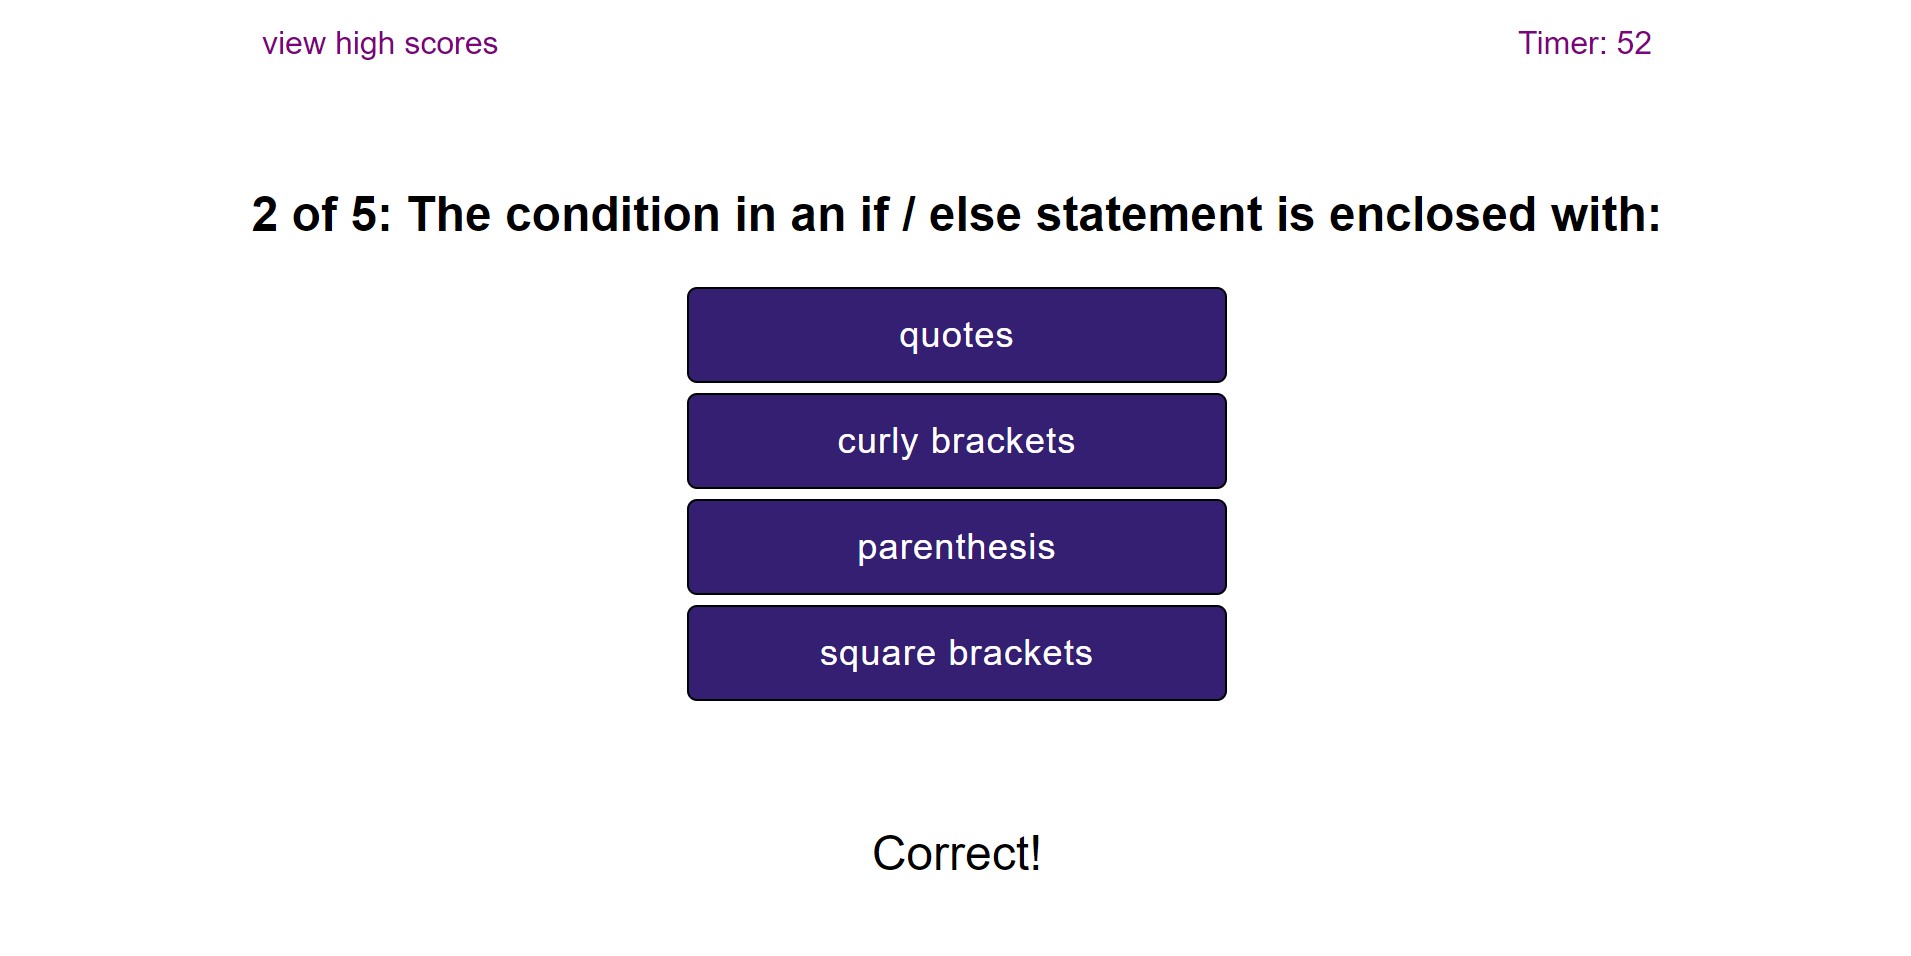 view high scores
Timer: 52
2 of 5: The condition in an if / else statement is enclosed with:
quotes
curly brackets
parenthesis
square brackets
Correct!